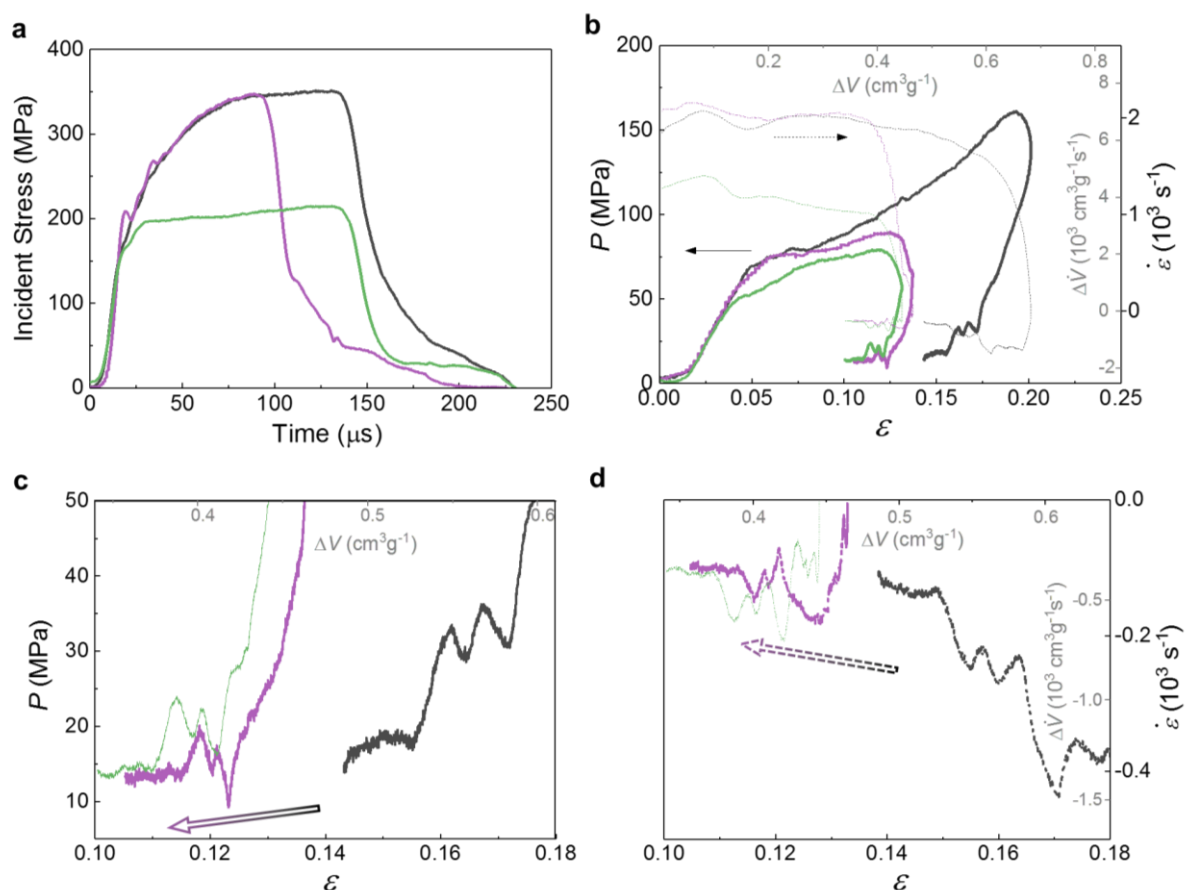 a
400
300
200
100
0
Incident Stress (MPa)
0 50 100 150 200 250
Time (μs)
b
200
150
100
50
0
P (MPa)
0.2 0.4 0.6 0.8
ΔV (cm³g⁻¹)
8
6
4
2
0
-2
ΔV̇ (10³ cm³g⁻¹s⁻¹)
2
1
0
ε̇ (10³ s⁻¹)
0.00 0.05 0.10 0.15 0.20 0.25
ε
c
50
40
30
20
10
P (MPa)
0.4 0.5 0.6
ΔV (cm³g⁻¹)
0.10 0.12 0.14 0.16 0.18
ε
d
0.4 0.5 0.6
ΔV (cm³g⁻¹)
-0.5
-1.0
-1.5
ΔV̇ (10³ cm³g⁻¹s⁻¹)
0.0
-0.2
-0.4
ε̇ (10³ s⁻¹)
0.10 0.12 0.14 0.16 0.18
ε